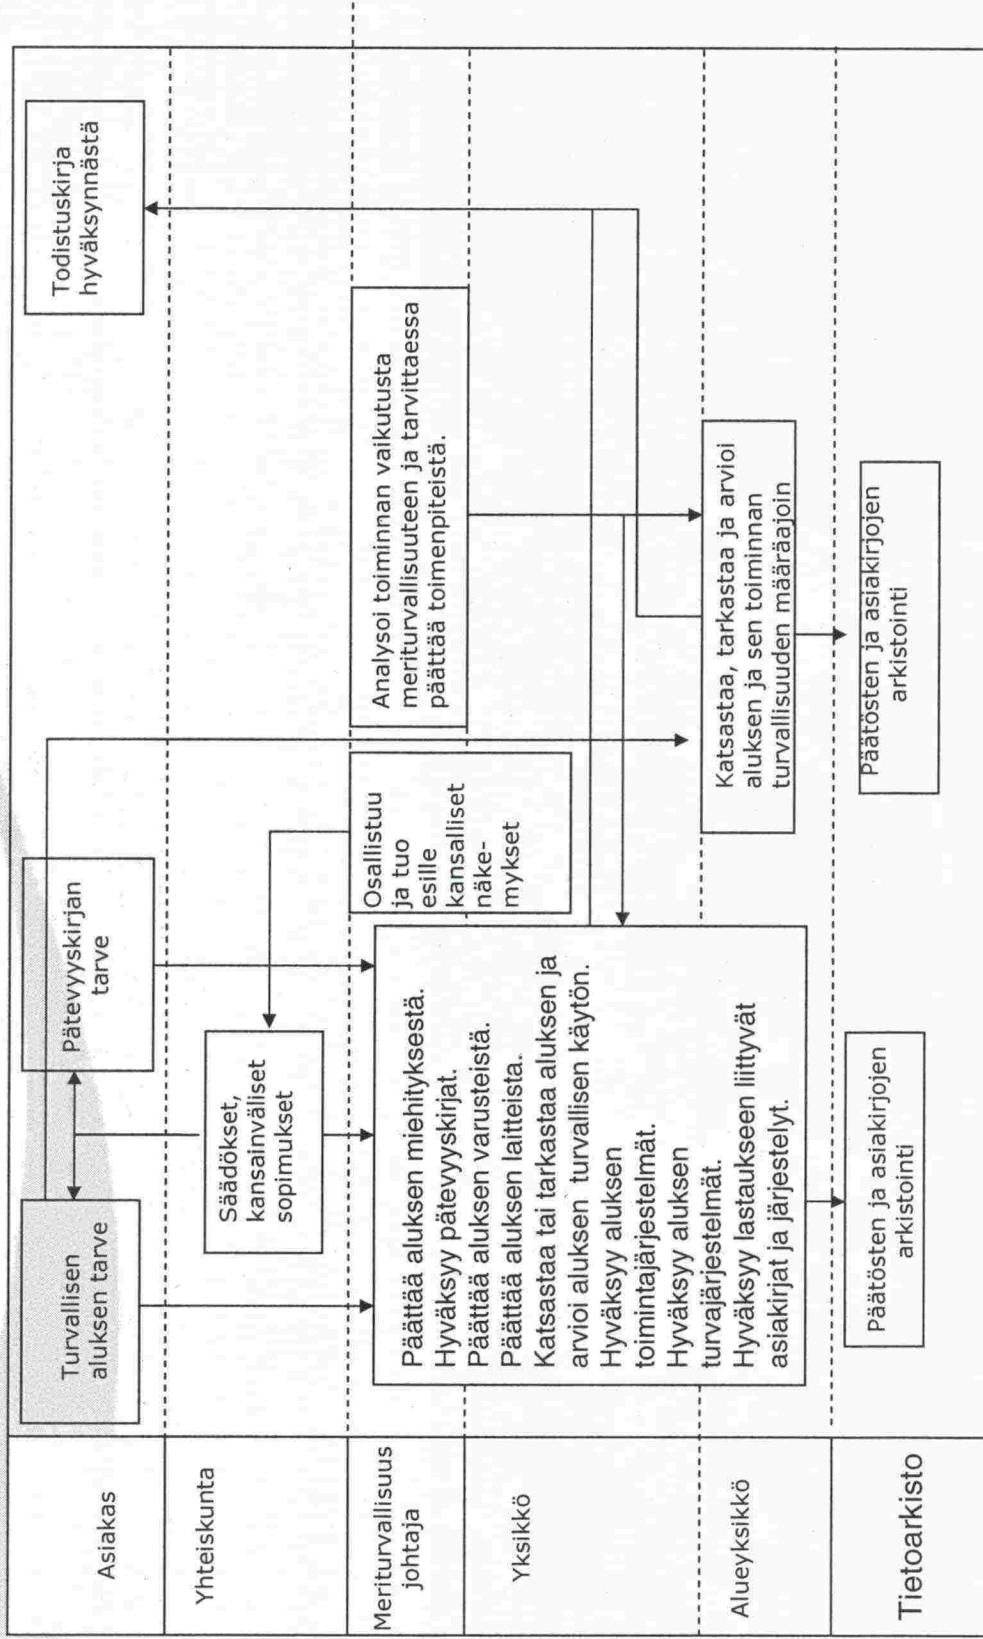 Asiakas
Turvallisen
aluksen tarve
Pätevyyskirjan
tarve
Todistuskirja
hyväksynnästä
Yhteiskunta
Säädökset,
kansainväliset
sopimukset
Meriturvallisuus
johtaja
Osallistuu
ja tuo
esille
kansalliset
näke-
mykset
Analysoi toiminnan vaikutusta
meriturvallisuuteen ja tarvittaessa
päättää toimenpiteistä.
Yksikkö
Päättää aluksen miehityksestä.
Hyväksyy pätevyyskirjat.
Päättää aluksen varusteistä.
Päättää aluksen laitteista.
Katsastaa tai tarkastaa aluksen ja
arvioi aluksen turvallisen käytön.
Hyväksyy aluksen
toimintajärjestelmät.
Hyväksyy aluksen
turvajärjestelmät.
Hyväksyy lastaukseen liittyvät
asiakirjat ja järjestelyt.
Alueyksikkö
Katsastaa, tarkastaa ja arvioi
aluksen ja sen toiminnan
turvallisuuden määräajoin
Tietoarkisto
Päätösten ja asiakirjojen
arkistointi
Päätösten ja asiakirjojen
arkistointi